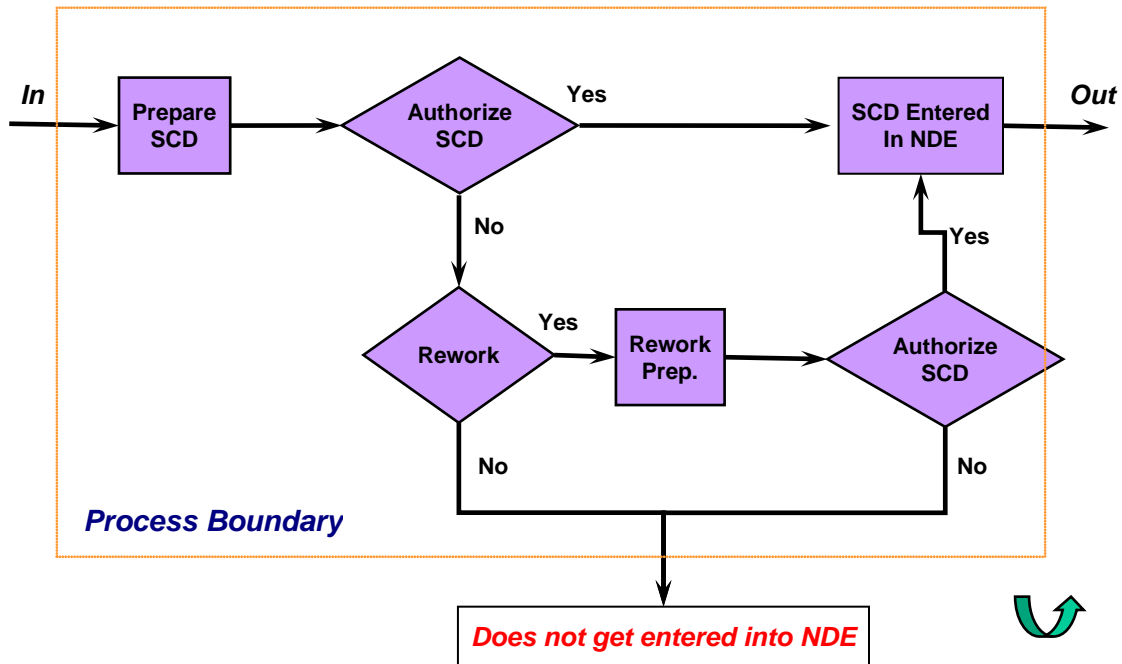 In
Prepare
SCD
Authorize
SCD
Yes
SCD Entered
In NDE
Out
No
Yes
Rework
Yes
Rework
Prep.
Authorize
SCD
No
No
Process Boundary
Does not get entered into NDE